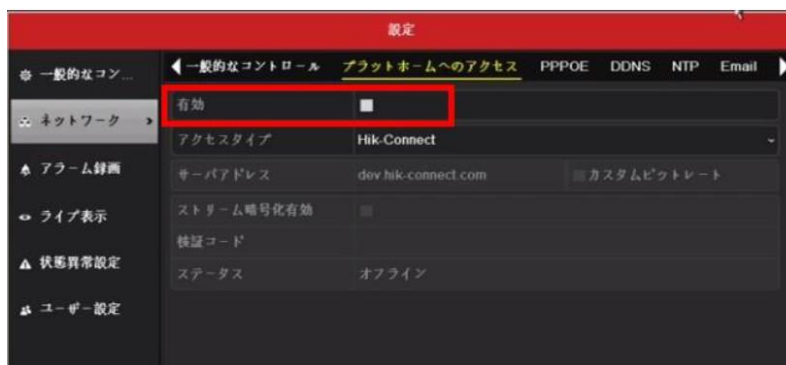 設定
一般的なコン...
ネットワーク
アラーム録画
ライブ表示
状態異常設定
ユーザー設定
一般的なコントロール プラットホームへのアクセス PPPOE DDNS NTP Email
有効
アクセスタイプ Hik-Connect
サーバアドレス dev.hik-connect.com カスタムビットレート
ストリーム暗号化有効
検証コード
ステータス オフライン